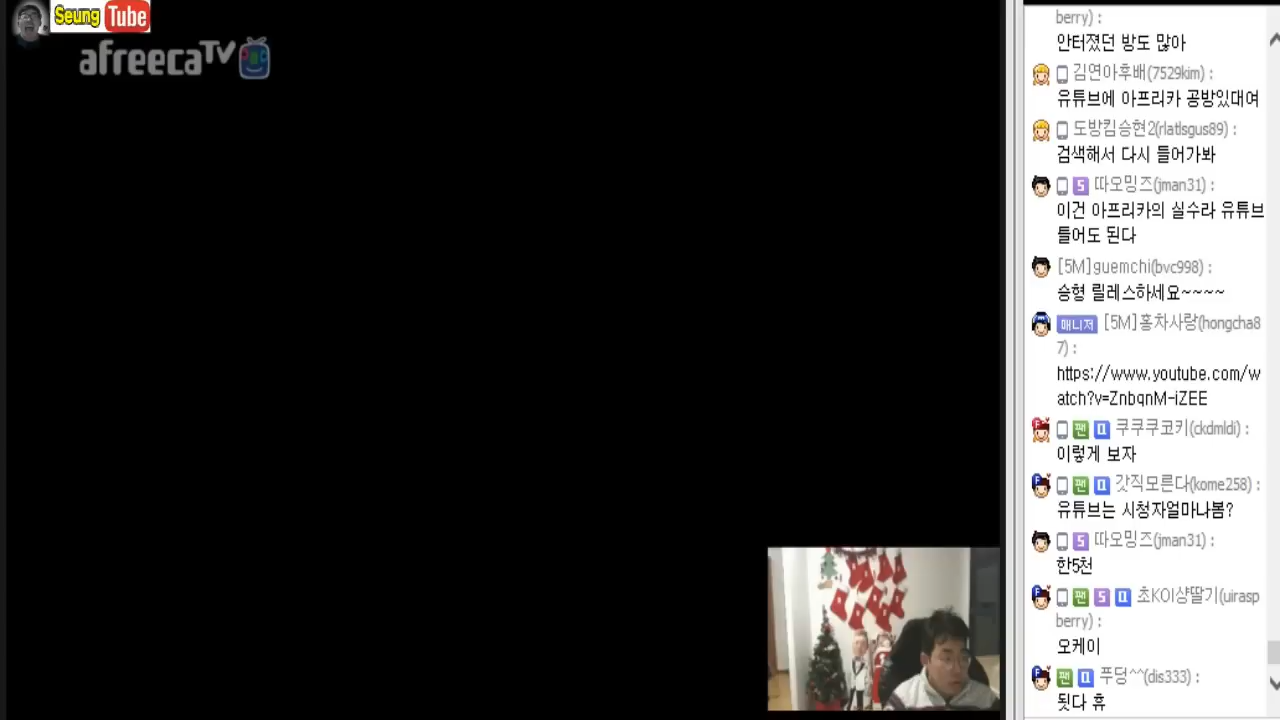 Seung Tube
afreecaTV
berry) :
안터졌던 방도 많아
김연아후배(7529kim) :
유튜브에 아프리카 공방있대여
도방킴승현2(rlatlsgus89) :
검색해서 다시 들어가봐
5 따오밍즈(jman31) :
이건 아프리카의 실수라 유튜브
들어도 된다
[5M]guemchi(bvc998) :
승형 릴레스하세요~~~~
매니저 [5M]홍차사랑(hongcha8
7) :
https://www.youtube.com/w
atch?v=ZnbqnM-iZEE
팬 쿠쿠쿠코키(ckdmldi) :
이렇게 보자
팬 갓직모른다(kome258) :
유튜브는 시청자얼마나봄?
5 따오밍즈(jman31) :
한5천
팬 5 초KOI샹딸기(uirasp
berry) :
오케이
팬 푸덩^^(dis333) :
됫다 휴